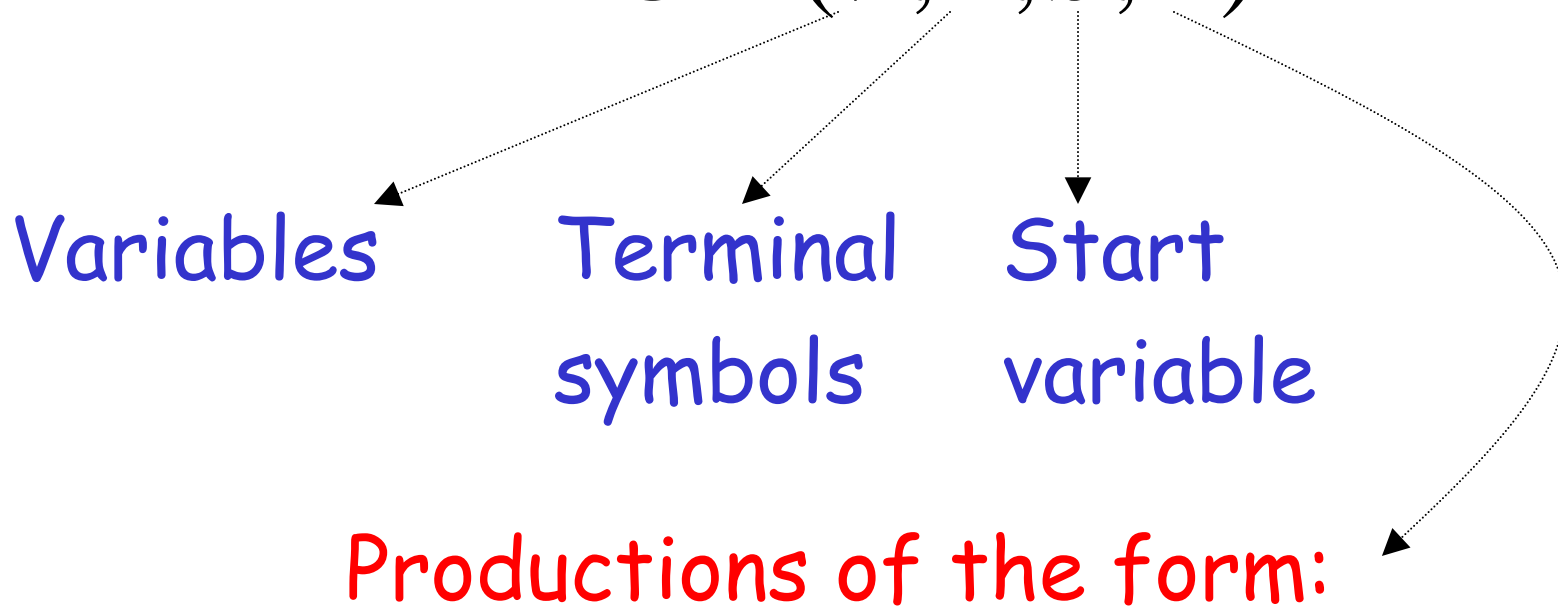 Variables Terminal Start
symbols variable
Productions of the form: